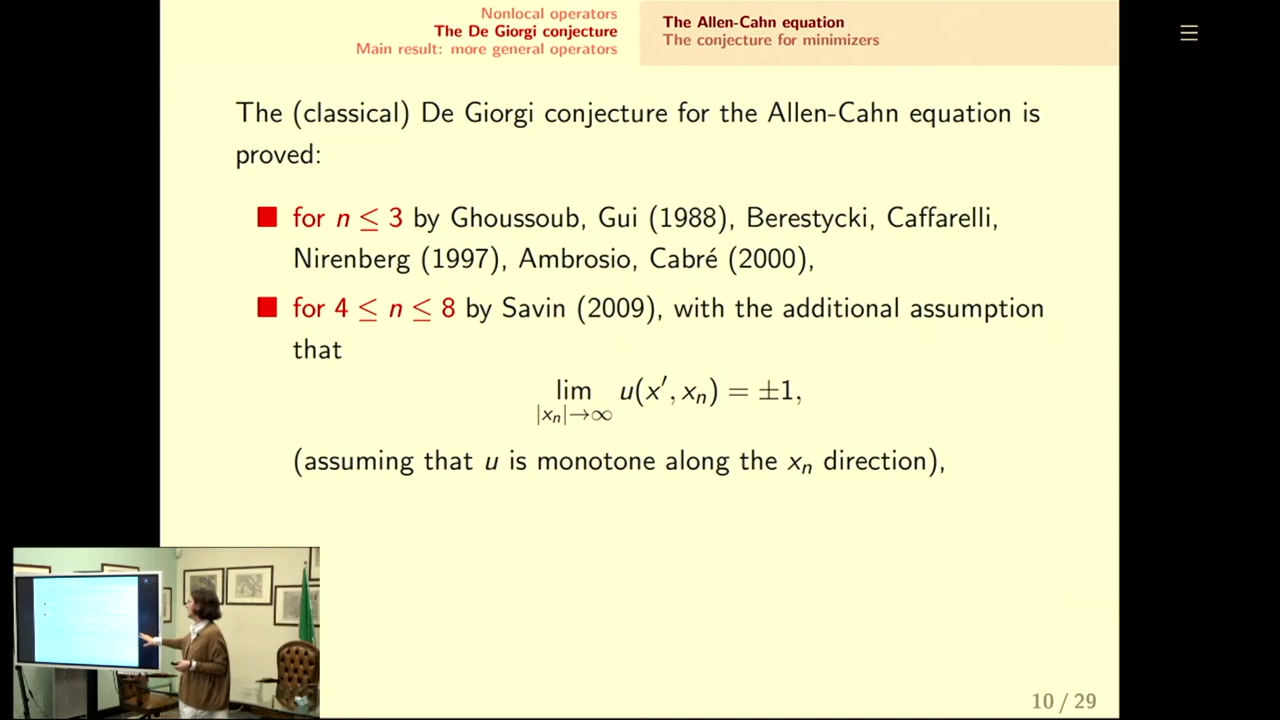 Nonlocal operators
The De Giorgi conjecture
Main result: more general operators
The Allen-Cahn equation
The conjecture for minimizers
The (classical) De Giorgi conjecture for the Allen-Cahn equation is
proved:
for n ≤ 3 by Ghoussoub, Gui (1988), Berestycki, Caffarelli,
Nirenberg (1997), Ambrosio, Cabré (2000),
for 4 ≤ n ≤ 8 by Savin (2009), with the additional assumption
that
lim u(x′, xn) = ±1,
|xn|→∞
(assuming that u is monotone along the xn direction),
10 / 29